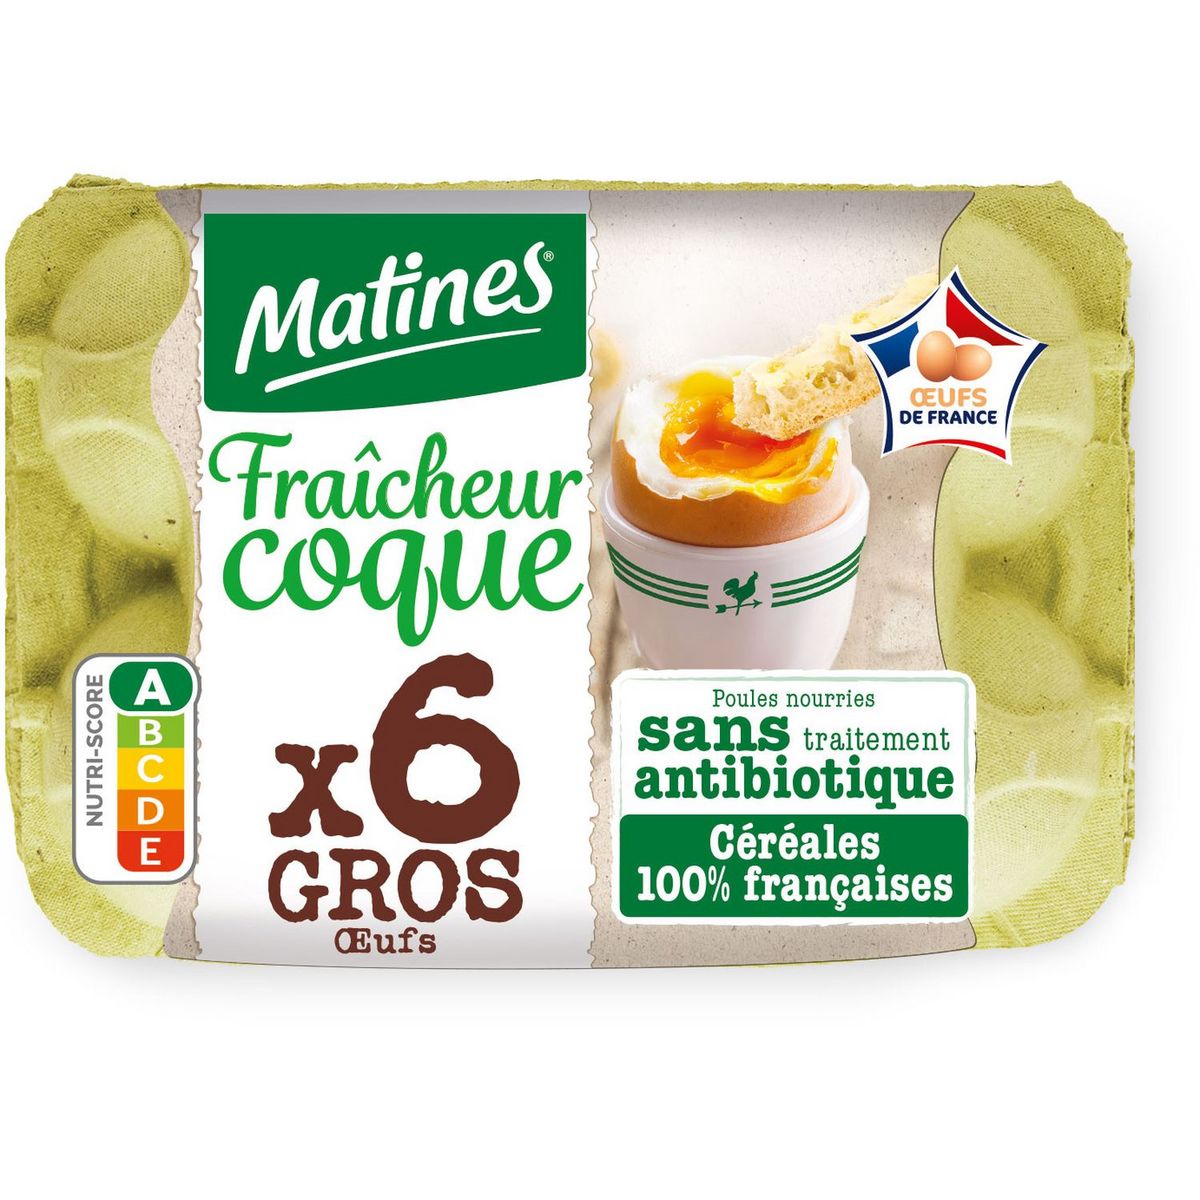 Matines®
Fraîcheur
coque
x6
GROS
Œufs
NUTRI-SCORE
A
B
C
D
E
ŒUFS
DE FRANCE
Poules nourries
sans traitement
antibiotique
Céréales
100% françaises